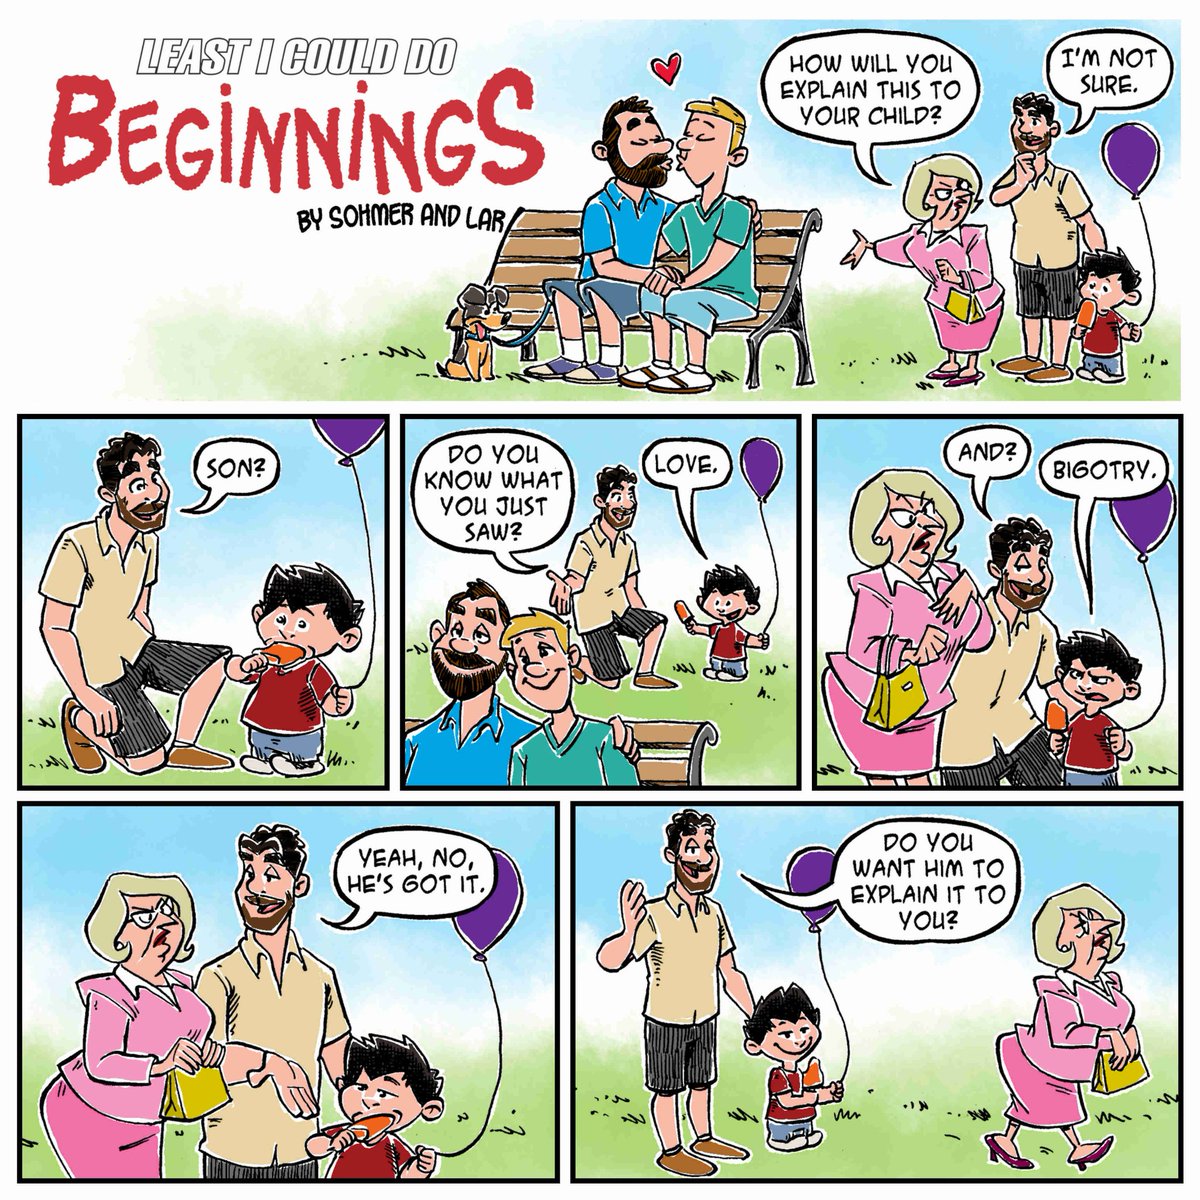 LEAST I COULD DO
BEGINNINGS
BY SOHMER AND LAR
HOW WILL YOU
EXPLAIN THIS TO
YOUR CHILD?
I'M NOT
SURE.
SON?
DO YOU
KNOW WHAT
YOU JUST
SAW?
LOVE.
AND?
BIGOTRY.
YEAH, NO,
HE'S GOT IT.
DO YOU
WANT HIM TO
EXPLAIN IT TO
YOU?